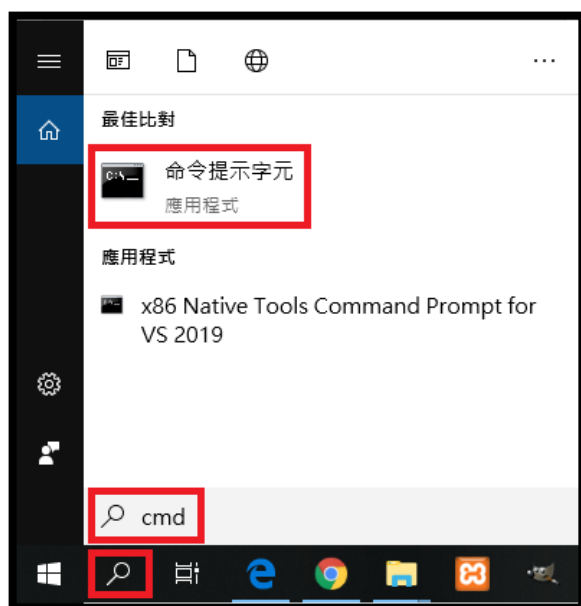 最佳比對
命令提示字元
應用程式
應用程式
x86 Native Tools Command Prompt for
VS 2019
cmd